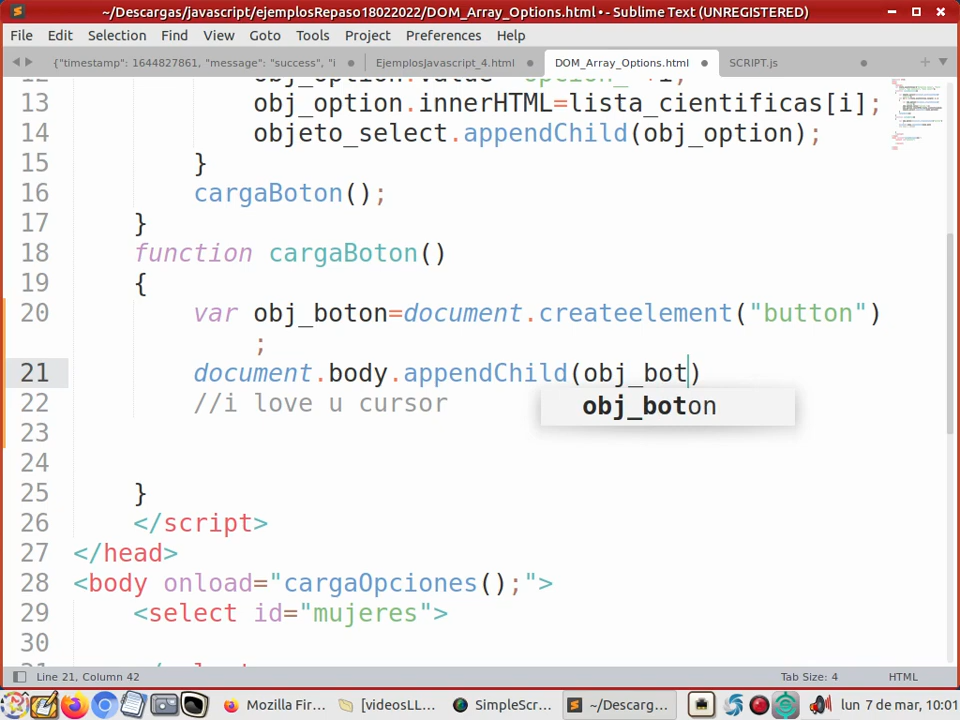 ~/Descargas/javascript/ejemplosRepaso18022022/DOM_Array_Options.html • - Sublime Text (UNREGISTERED)
File Edit Selection Find View Goto Tools Project Preferences Help
{"timestamp": 1644827861, "message": "success", "i
EjemplosJavascript_4.html
DOM_Array_Options.html
SCRIPT.js
13 obj_option.innerHTML=lista_cientificas[i];
14 objeto_select.appendChild(obj_option);
15 }
16 cargaBoton();
17 }
18 function cargaBoton()
19 {
20 var obj_boton=document.createelement("button")
;
21 document.body.appendChild(obj_bot)
22 //i love u cursor
obj_boton
23
24
25 }
26 </script>
27 </head>
28 <body onload="cargaOpciones();">
29 <select id="mujeres">
30
Line 21, Column 42
Tab Size: 4
HTML
Mozilla Fir...
[videosLL...
SimpleScr...
~/Descarg...
lun 7 de mar, 10:01